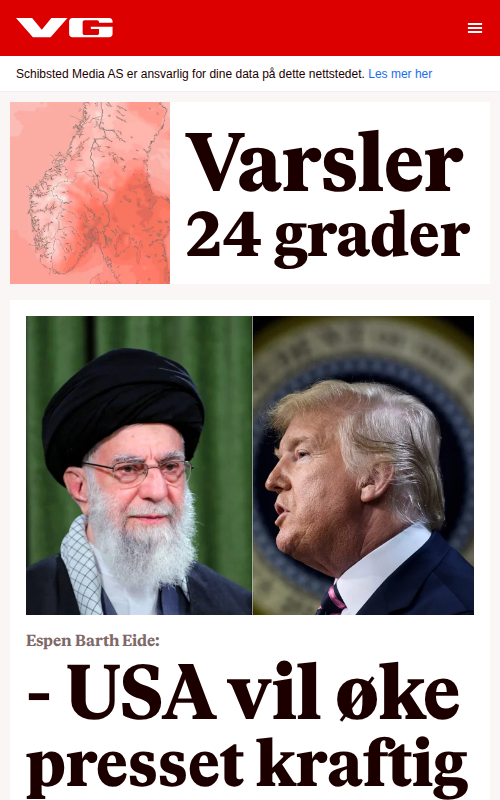 VG
Schibsted Media AS er ansvarlig for dine data på dette nettstedet. Les mer her
Varsler
24 grader
Espen Barth Eide:
- USA vil øke
presset kraftig